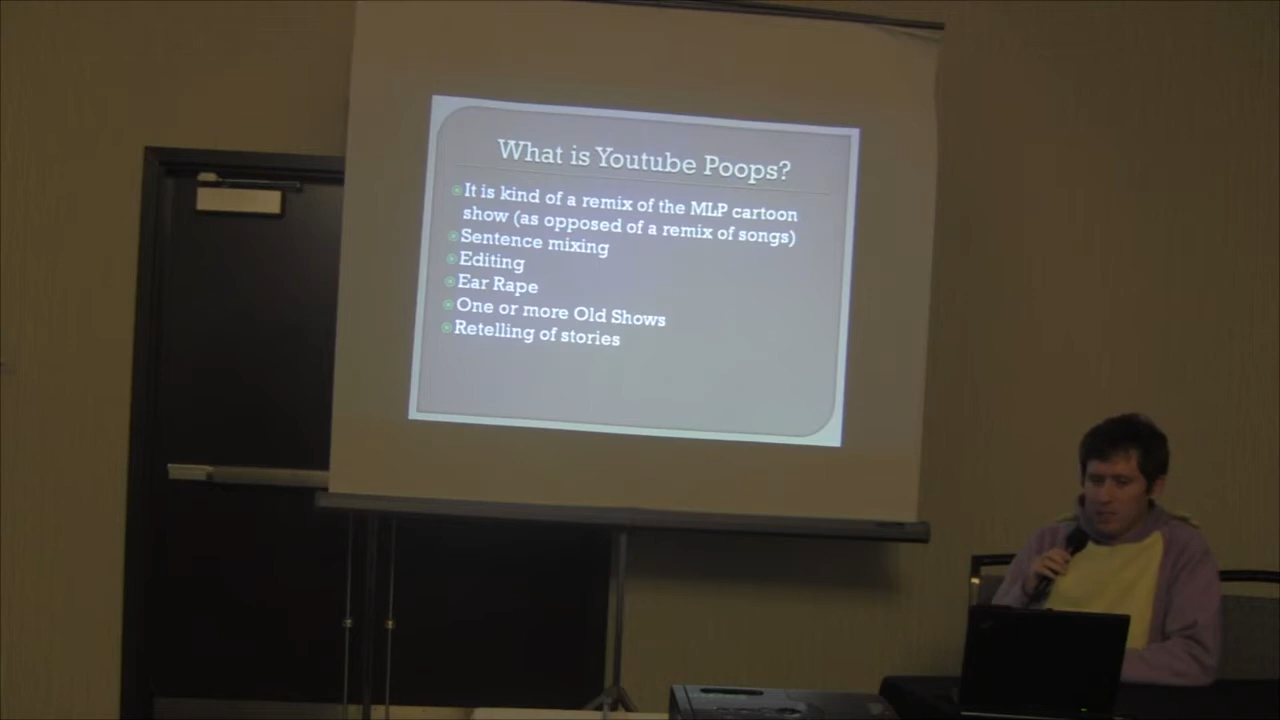 What is Youtube Poops?
It is kind of a remix of the MLP cartoon
show (as opposed of a remix of songs)
Sentence mixing
Editing
Ear Rape
One or more Old Shows
Retelling of stories